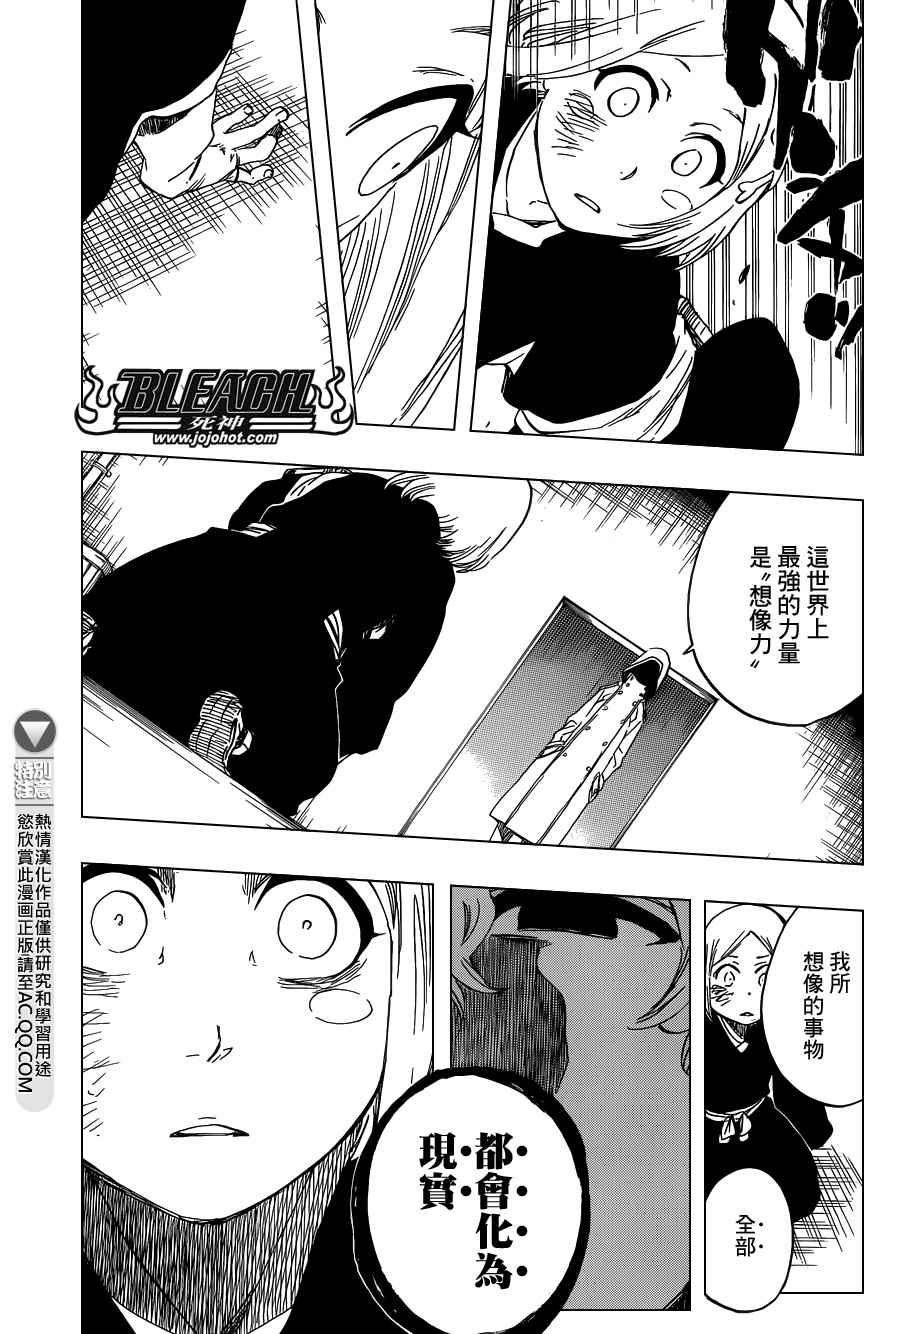 BLEACH
死神
www.jojohot.com
這世界上
最強的力量
是〝想像力〟
我所
想像的事物
全部
都會化為
現實
特別
注意
熱情漢化作品僅供研究和學習用途
慾欣賞此漫画正版請至AC.QQ.COM